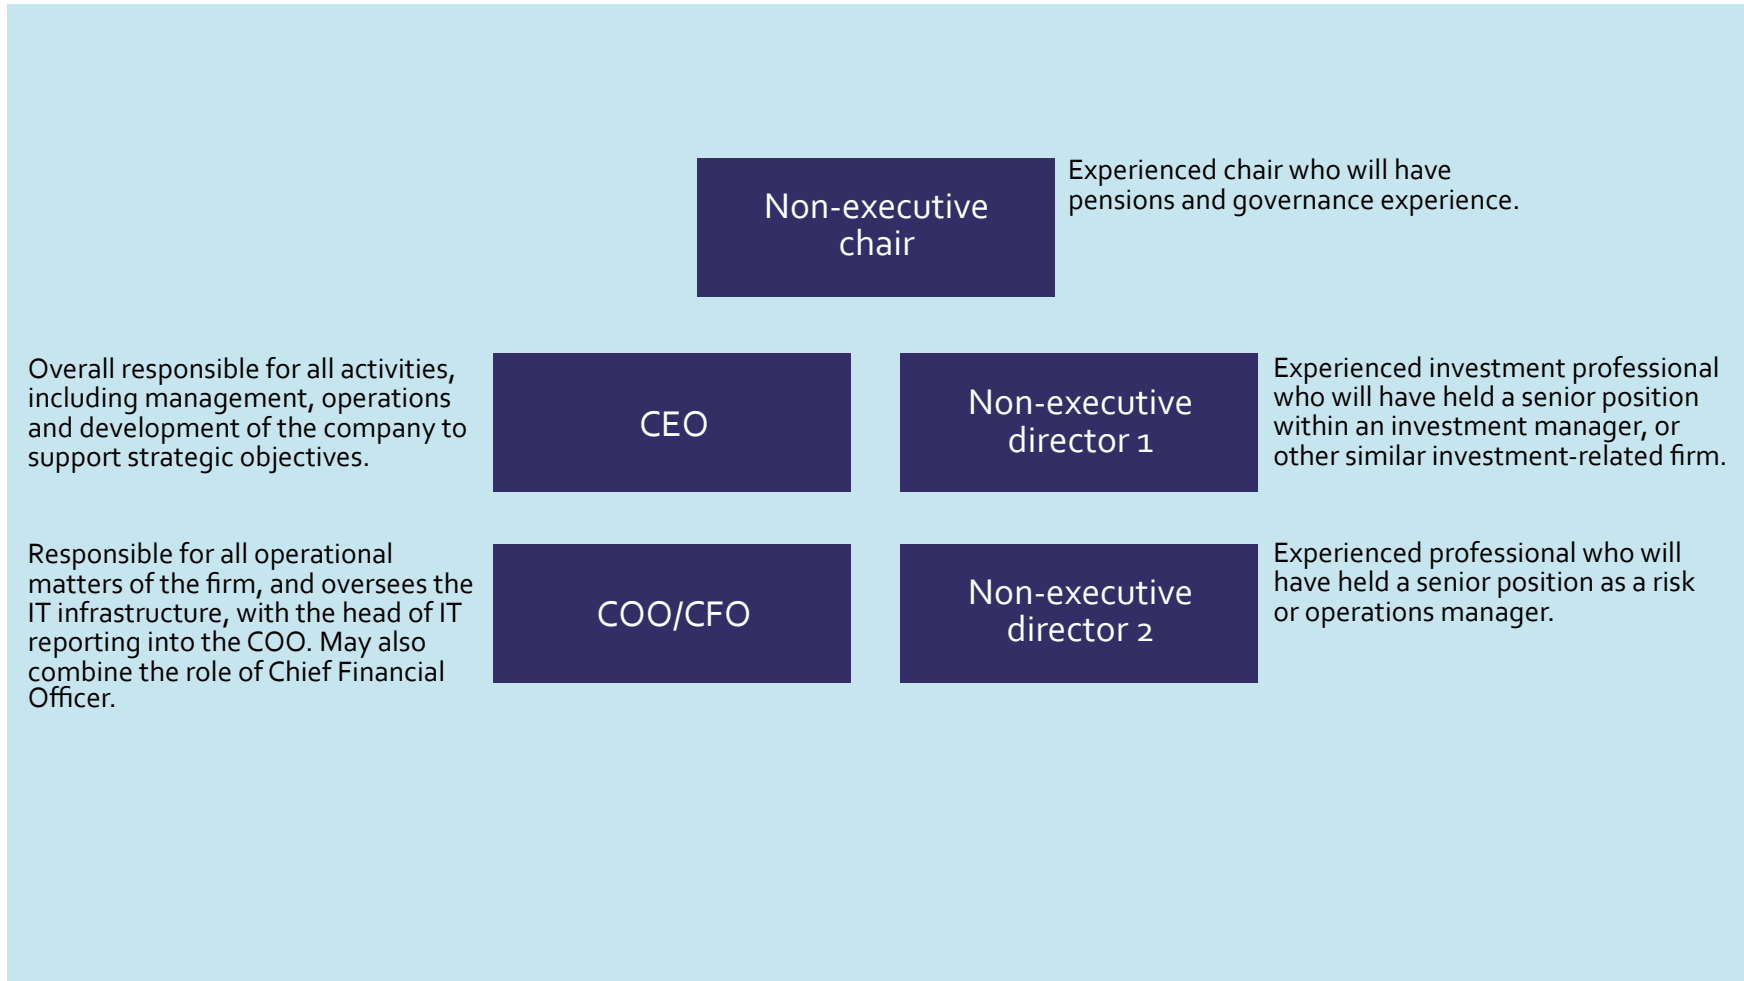 Non-executive
chair
Experienced chair who will have
pensions and governance experience.
Overall responsible for all activities,
including management, operations
and development of the company to
support strategic objectives.
CEO
Non-executive
director 1
Experienced investment professional
who will have held a senior position
within an investment manager, or
other similar investment-related firm.
Responsible for all operational
matters of the firm, and oversees the
IT infrastructure, with the head of IT
reporting into the COO. May also
combine the role of Chief Financial
Officer.
COO/CFO
Non-executive
director 2
Experienced professional who will
have held a senior position as a risk
or operations manager.